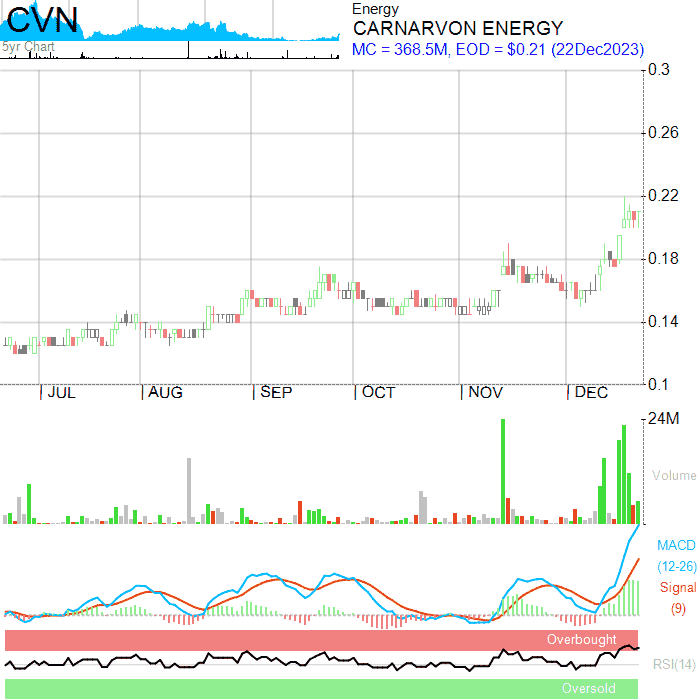 CVN
5yr Chart
Energy
CARNARVON ENERGY
MC = 368.5M, EOD = $0.21 (22Dec2023)
0.3
0.26
0.22
0.18
0.14
0.1
JUL AUG SEP OCT NOV DEC
24M
Volume
MACD
(12-26)
Signal
(9)
Overbought
RSI(14)
Oversold